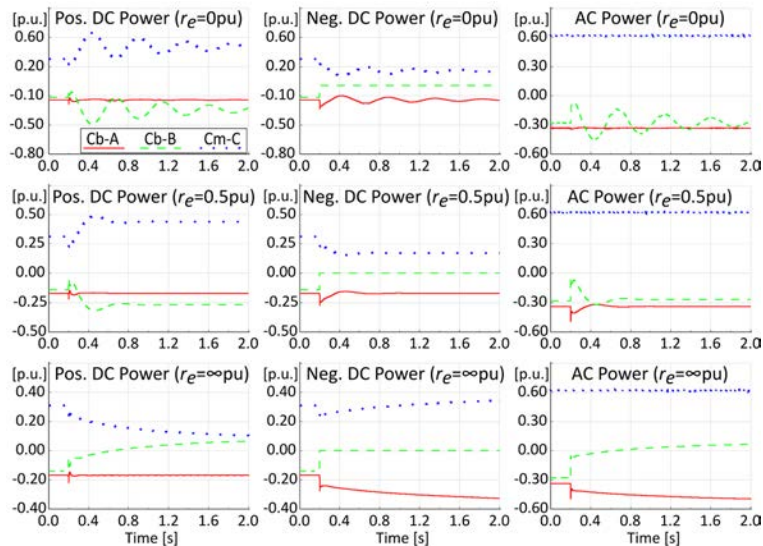 [p.u.] Pos. DC Power (re=0pu) [p.u.] Neg. DC Power (re=0pu) [p.u.] AC Power (re=0pu)
0.60 0.60 0.60
0.20 0.20 0.30
-0.10 -0.10 0.00
-0.50 -0.50 -0.30
Cb-A Cb-B Cm-C
-0.80 -0.80 -0.60
0.0 0.4 0.8 1.2 1.6 2.0 0.0 0.4 0.8 1.2 1.6 2.0 0.0 0.4 0.8 1.2 1.6 2.0
[p.u.] Pos. DC Power (re=0.5pu) [p.u.] Neg. DC Power (re=0.5pu) [p.u.] AC Power (re=0.5pu)
0.50 0.50 0.60
0.25 0.25 0.30
0.00 0.00 0.00
-0.25 -0.25 -0.30
-0.50 -0.50 -0.60
0.0 0.4 0.8 1.2 1.6 2.0 0.0 0.4 0.8 1.2 1.6 2.0 0.0 0.4 0.8 1.2 1.6 2.0
[p.u.] Pos. DC Power (re=∞pu) [p.u.] Neg. DC Power (re=∞pu) [p.u.] AC Power (re=∞pu)
0.40 0.40 0.60
0.20 0.20 0.30
0.00 0.00 0.00
-0.20 -0.20 -0.30
-0.40 -0.40 -0.60
0.0 0.4 0.8 1.2 1.6 2.0 0.0 0.4 0.8 1.2 1.6 2.0 0.0 0.4 0.8 1.2 1.6 2.0
Time [s] Time [s] Time [s]